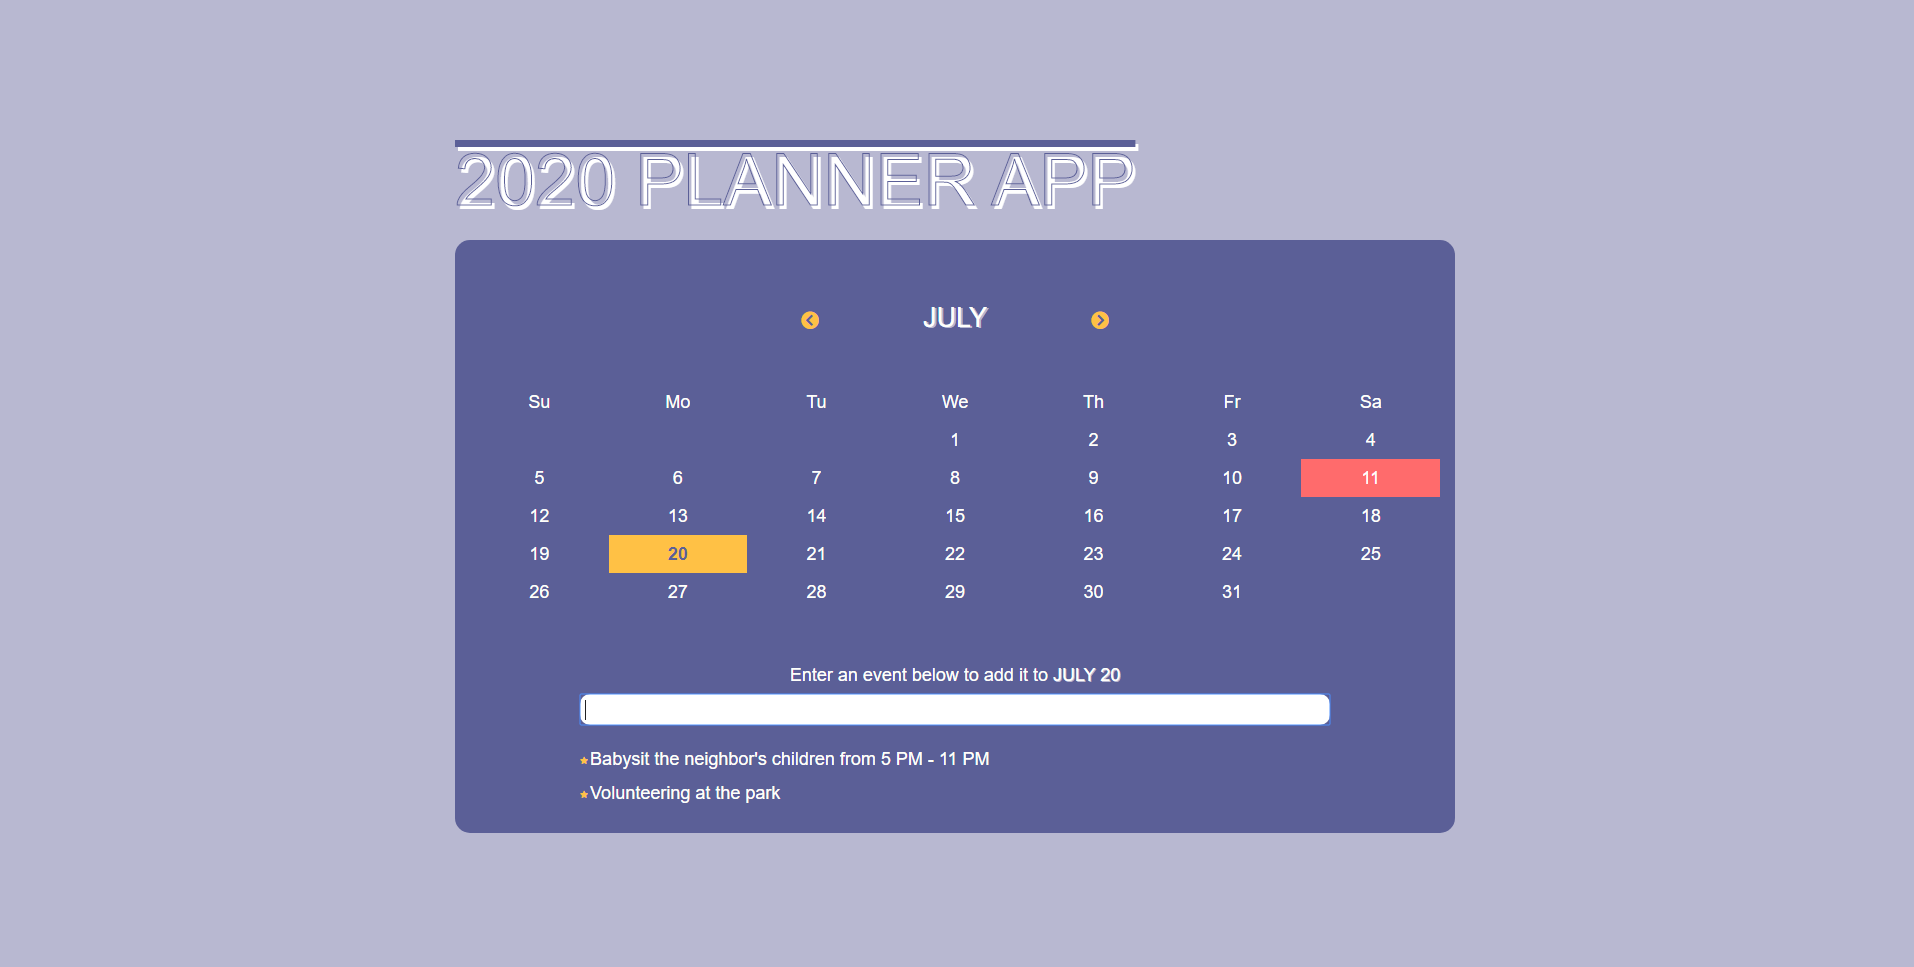 2020 PLANNER APP
JULY
Su Mo Tu We Th Fr Sa
1 2 3 4
5 6 7 8 9 10 11
12 13 14 15 16 17 18
19 20 21 22 23 24 25
26 27 28 29 30 31
Enter an event below to add it to JULY 20
Babysit the neighbor's children from 5 PM - 11 PM
Volunteering at the park